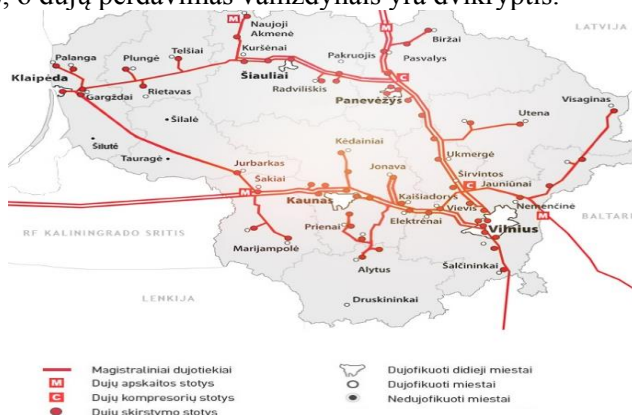 , o dujų perdavimas vamzdynais yra dvikryptis.
LATVIJA
M
M
Naujoji
Akmenė
Biržai
Palanga
Plungė
Telšiai
Kuršėnai
Pakruojis
Pasvalys
Klaipėda
Šiauliai
C
Visaginas
Gargždai
Rietavas
Radviliškis
Panevėžys
Šilalė
Utena
Šilutė
Kėdainiai
Tauragė
Ukmergė
Jurbarkas
Jonava
Širvintos
Šakiai
C
Jauniūnai
M
Kaunas
Kaišiadorys
Vievis
Nemenčinė
M
BALTARU
RF KALININGRADO SRITIS
Prienai
Elektrėnai
Vilnius
Marijampolė
Alytus
Šalčininkai
LENKIJA
Druskininkai
Magistraliniai dujotiekiai
Dujofikuoti didieji miestai
M Dujų apskaitos stotys
Dujofikuoti miestai
C Dujų kompresorių stotys
Nedujofikuoti miestai
Dujų skirstymo stotys